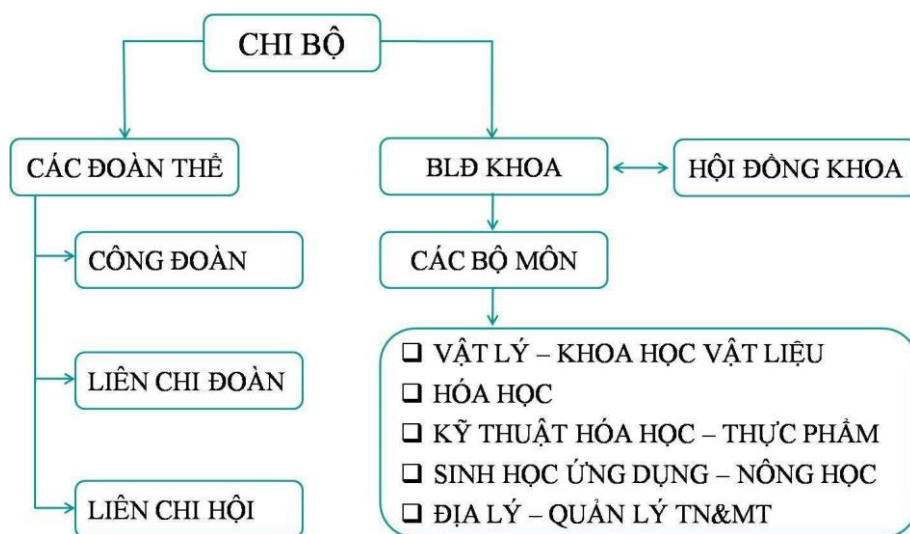 CHI BỘ
CÁC ĐOÀN THỂ
BLĐ KHOA
HỘI ĐỒNG KHOA
CÔNG ĐOÀN
CÁC BỘ MÔN
LIÊN CHI ĐOÀN
LIÊN CHI HỘI
VẬT LÝ – KHOA HỌC VẬT LIỆU
HÓA HỌC
KỸ THUẬT HÓA HỌC – THỰC PHẨM
SINH HỌC ỨNG DỤNG – NÔNG HỌC
ĐỊA LÝ – QUẢN LÝ TN&MT